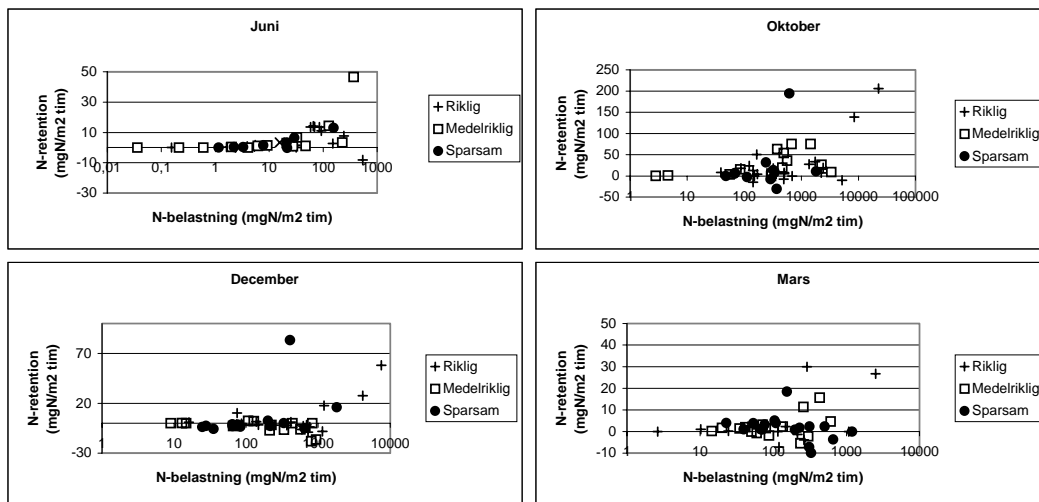 Juni
N-retention
(mgN/m2 tim)
50
30
10
-10
-30
0,01
0,1
1
10
100
1000
N-belastning (mgN/m2 tim)
Riklig
Medelriklig
Sparsam
Oktober
N-retention
(mgN/m2 tim)
250
200
150
100
50
0
-50
1
10
100
1000
10000
100000
N-belastning (mgN/m2 tim)
Riklig
Medelriklig
Sparsam
December
N-retention
(mgN/m2 tim)
70
20
-30
1
10
100
1000
10000
N-belastning (mgN/m2 tim)
Riklig
Medelriklig
Sparsam
Mars
N-retention
(mgN/m2 tim)
50
40
30
20
10
0
-10
1
10
100
1000
10000
N-belastning (mgN/m2 tim)
Riklig
Medelriklig
Sparsam